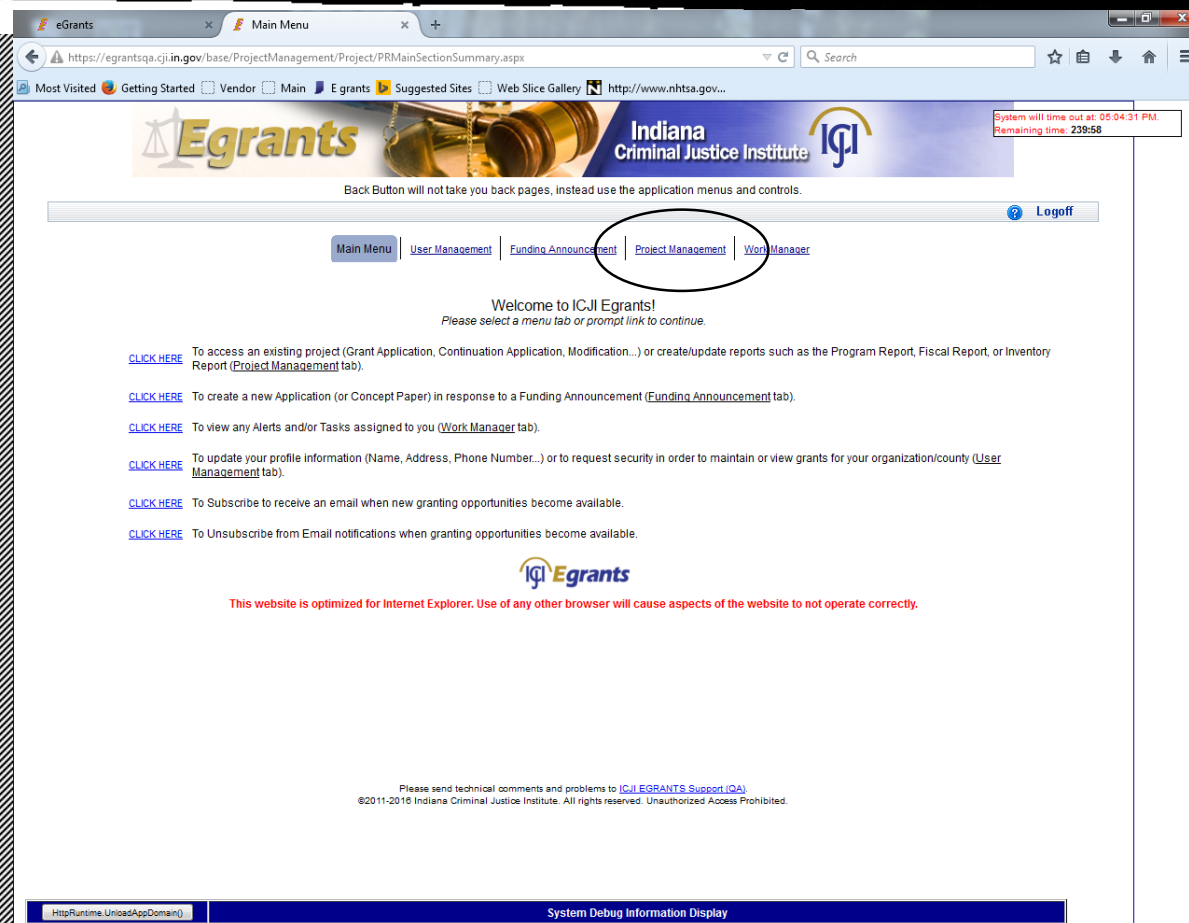 eGrants × Main Menu × +
https://egrantsqa.cji.in.gov/base/ProjectManagement/Project/PRMainSectionSummary.aspx Search
Most Visited Getting Started Vendor Main E grants Suggested Sites Web Slice Gallery http://www.nhtsa.gov...
Egrants
Indiana
Criminal Justice Institute
ICJI
System will time out at: 05:04:31 PM.
Remaining time: 239:58
Back Button will not take you back pages, instead use the application menus and controls.
? Logoff
Main Menu User Management Funding Announcement Project Management Work Manager
Welcome to ICJI Egrants!
Please select a menu tab or prompt link to continue.
CLICK HERE To access an existing project (Grant Application, Continuation Application, Modification...) or create/update reports such as the Program Report, Fiscal Report, or Inventory
Report (Project Management tab).
CLICK HERE To create a new Application (or Concept Paper) in response to a Funding Announcement (Funding Announcement tab).
CLICK HERE To view any Alerts and/or Tasks assigned to you (Work Manager tab).
CLICK HERE To update your profile information (Name, Address, Phone Number...) or to request security in order to maintain or view grants for your organization/county (User
Management tab).
CLICK HERE To Subscribe to receive an email when new granting opportunities become available.
CLICK HERE To Unsubscribe from Email notifications when granting opportunities become available.
ICJI Egrants
This website is optimized for Internet Explorer. Use of any other browser will cause aspects of the website to not operate correctly.
Please send technical comments and problems to ICJI EGRANTS Support (QA).
©2011-2016 Indiana Criminal Justice Institute. All rights reserved. Unauthorized Access Prohibited.
HttpRuntime.UnloadAppDomain() System Debug Information Display